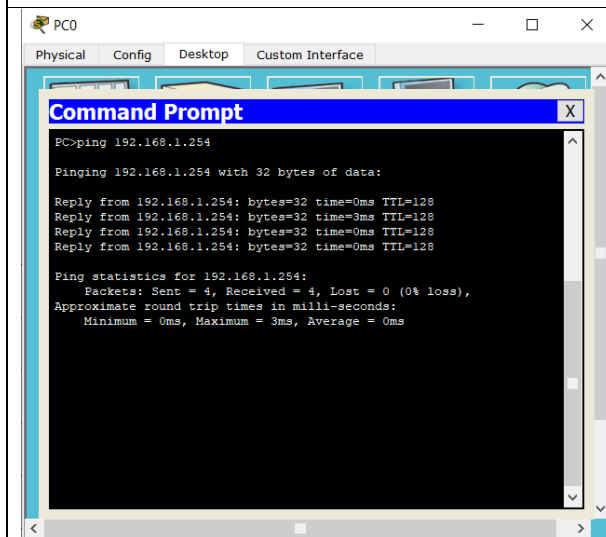 PC0
Physical Config Desktop Custom Interface
Command Prompt X
PC>ping 192.168.1.254
Pinging 192.168.1.254 with 32 bytes of data:
Reply from 192.168.1.254: bytes=32 time=0ms TTL=128
Reply from 192.168.1.254: bytes=32 time=3ms TTL=128
Reply from 192.168.1.254: bytes=32 time=0ms TTL=128
Reply from 192.168.1.254: bytes=32 time=0ms TTL=128
Ping statistics for 192.168.1.254:
Packets: Sent = 4, Received = 4, Lost = 0 (0% loss),
Approximate round trip times in milli-seconds:
Minimum = 0ms, Maximum = 3ms, Average = 0ms